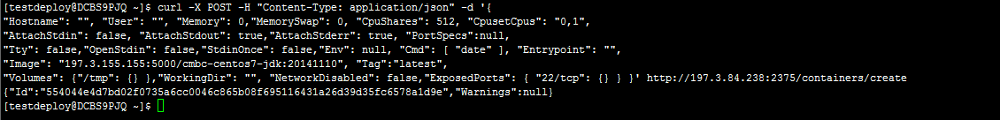 [testdeploy@DCBS9PJQ ~]$ curl -X POST -H "Content-Type: application/json" -d '{
"Hostname": "", "User": "", "Memory": 0,"MemorySwap": 0, "CpuShares": 512, "CpusetCpus": "0,1",
"AttachStdin": false, "AttachStdout": true,"AttachStderr": true, "PortSpecs":null,
"Tty": false,"OpenStdin": false,"StdinOnce": false,"Env": null, "Cmd": [ "date" ], "Entrypoint": "",
"Image": "197.3.155.155:5000/cmbc-centos7-jdk:20141110", "Tag":"latest",
"Volumes": {"/tmp": {} },"WorkingDir": "", "NetworkDisabled": false,"ExposedPorts": { "22/tcp": {} } }' http://197.3.84.238:2375/containers/create
{"Id":"554044e4d7bd02f0735a6cc0046c865b08f695116431a26d39d35fc6578a1d9e","Warnings":null}
[testdeploy@DCBS9PJQ ~]$